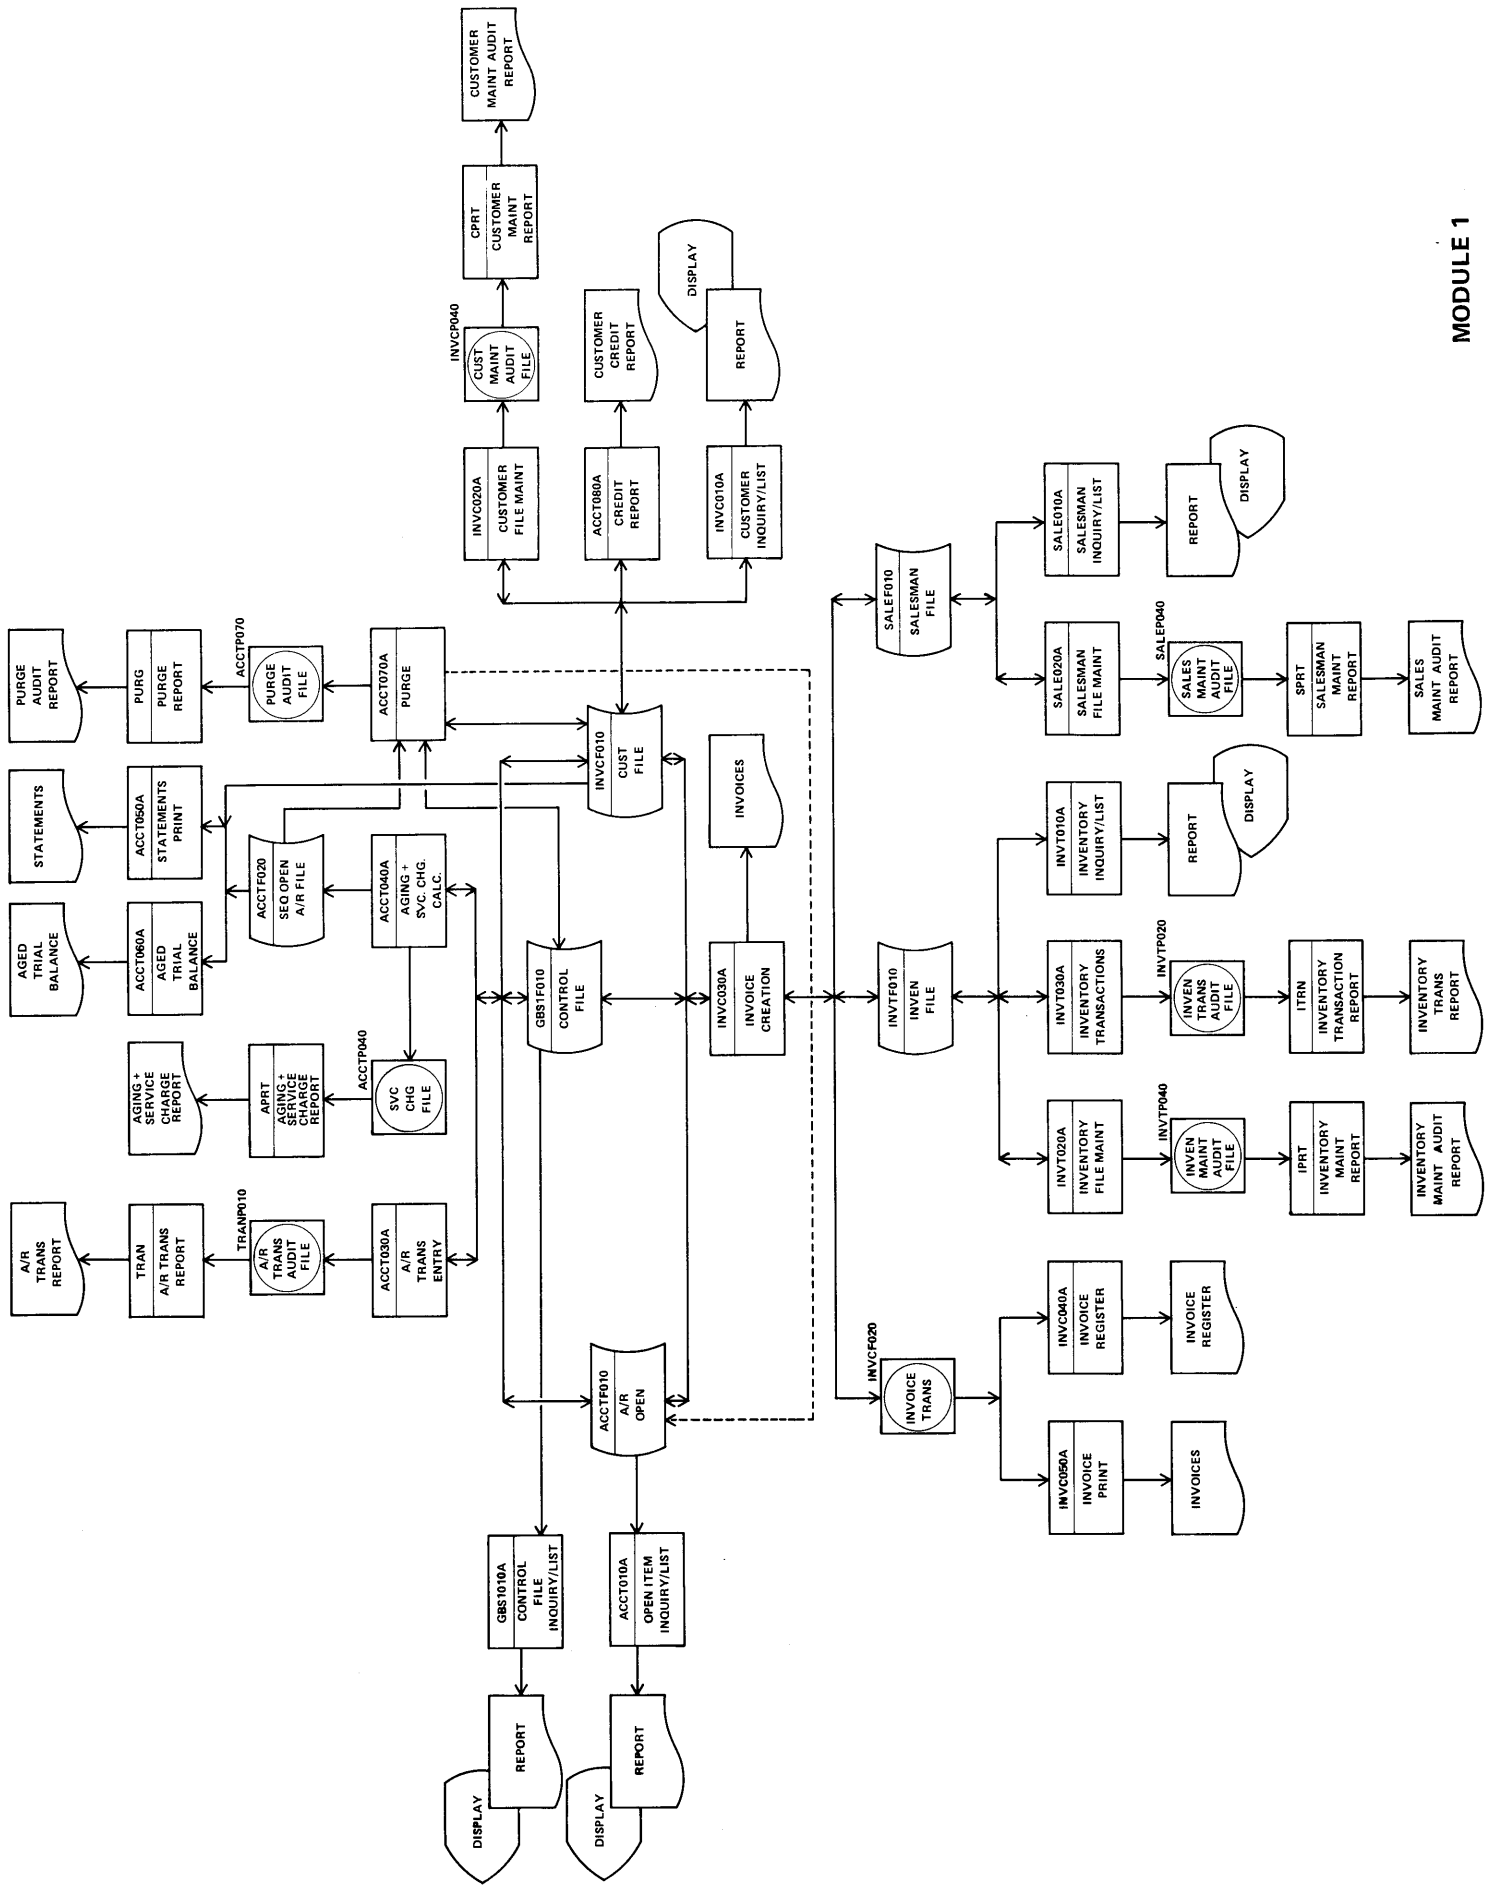 CUSTOMER
MAINT AUDIT
REPORT
CPRT
CUSTOMER
MAINT
REPORT
INVCP040
CUST
MAINT
AUDIT
FILE
INVC020A
CUSTOMER
FILE MAINT
CUSTOMER
CREDIT
REPORT
ACCT080A
CREDIT
REPORT
DISPLAY
REPORT
INVC010A
CUSTOMER
INQUIRY/LIST
PURGE
AUDIT
REPORT
PURG
PURGE
REPORT
ACCTP070
PURGE
AUDIT
FILE
ACCT070A
PURGE
STATEMENTS
ACCT050A
STATEMENTS
PRINT
AGED
TRIAL
BALANCE
ACCT060A
AGED
TRIAL
BALANCE
ACCTF020
SEQ OPEN
A/R FILE
ACCT040A
AGING +
SVC. CHG.
CALC.
AGING +
SERVICE
CHARGE REPORT
APRT
AGING +
SERVICE
CHARGE
REPORT
ACCTP040
SVC
CHG
FILE
A/R
TRANS
REPORT
TRAN
A/R TRANS
REPORT
TRANP010
A/R
TRANS
AUDIT
FILE
ACCT030A
A/R
TRANS
ENTRY
INVCF010
CUST
FILE
GBS1F010
CONTROL
FILE
ACCTF010
A/R
OPEN
INVOICES
INVC030A
INVOICE
CREATION
GBS1010A
CONTROL
FILE
INQUIRY/LIST
REPORT
DISPLAY
ACCT010A
OPEN ITEM
INQUIRY/LIST
REPORT
DISPLAY
SALEF010
SALESMAN
FILE
SALE010A
SALESMAN
INQUIRY/LIST
REPORT
DISPLAY
SALE020A
SALESMAN
FILE MAINT
SALEP040
SALES
MAINT
AUDIT
FILE
SPRT
SALESMAN
MAINT
REPORT
SALES
MAINT AUDIT
REPORT
INVTF010
INVEN
FILE
INVT010A
INVENTORY
INQUIRY/LIST
REPORT
DISPLAY
INVT030A
INVENTORY
TRANSACTIONS
INVTP020
INVEN
TRANS
AUDIT
FILE
ITRN
INVENTORY
TRANSACTION
REPORT
INVENTORY
TRANS
REPORT
INVT020A
INVENTORY
FILE MAINT
INVTP040
INVEN
MAINT
AUDIT
FILE
IPRT
INVENTORY
MAINT
REPORT
INVENTORY
MAINT AUDIT
REPORT
INVCF020
INVOICE
TRANS
INVC040A
INVOICE
REGISTER
INVOICE
REGISTER
INVC050A
INVOICE
PRINT
INVOICES
MODULE 1